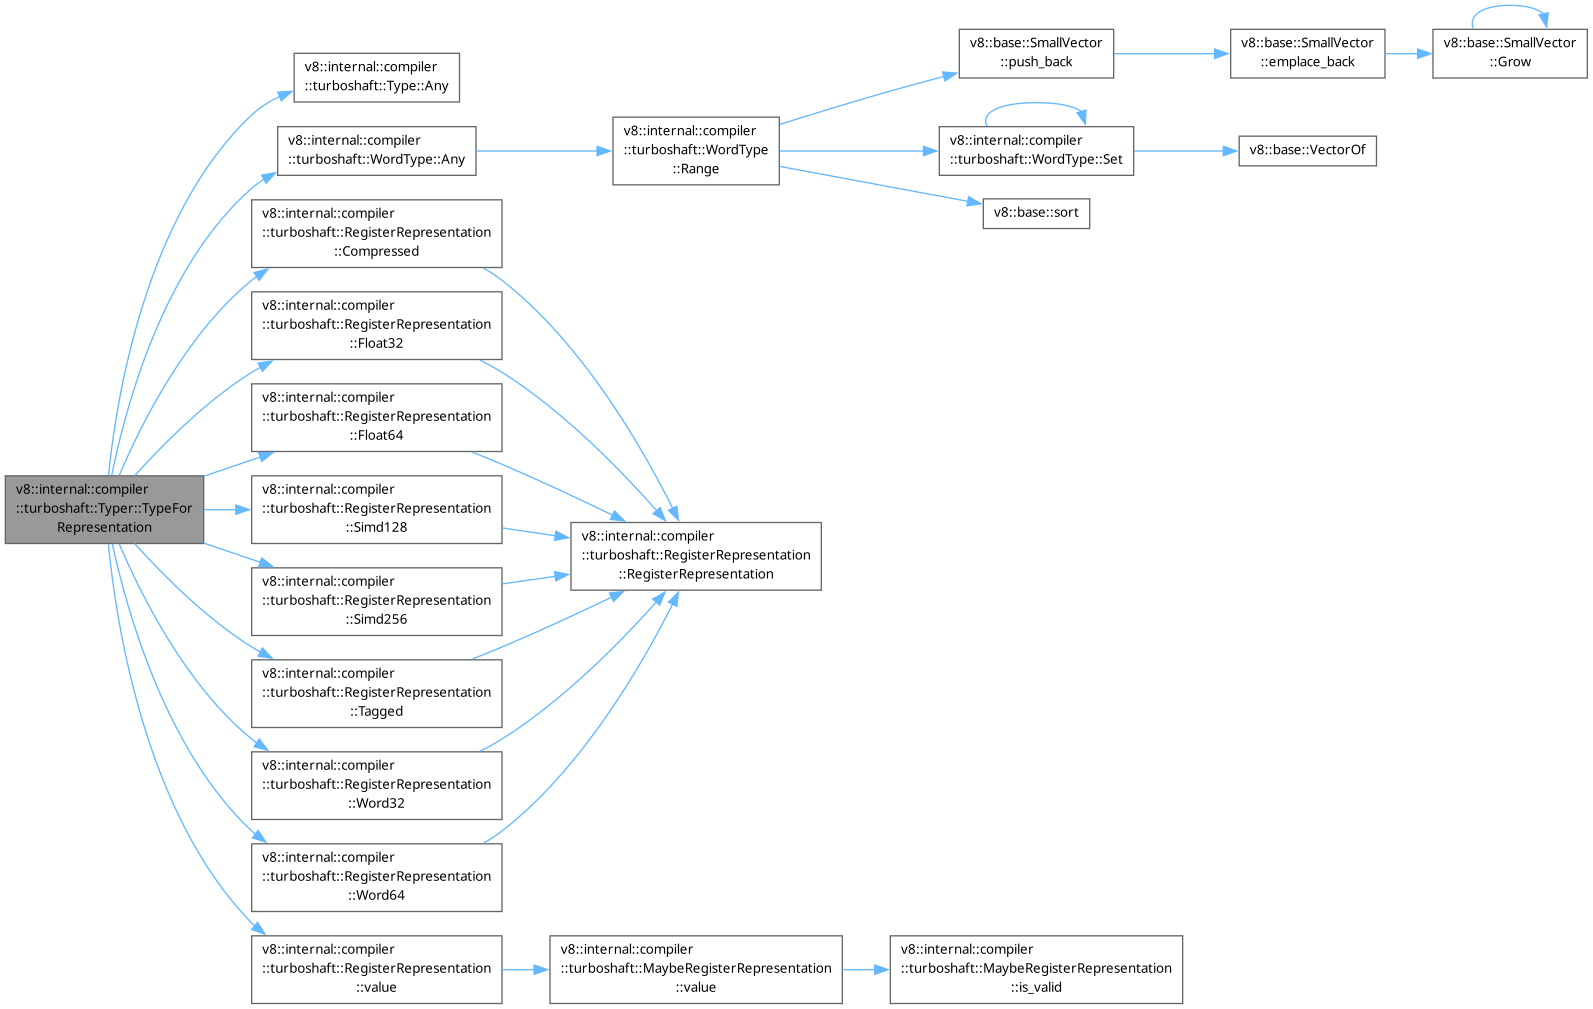 v8::internal::compiler
::turboshaft::Typer::TypeFor
Representation
v8::internal::compiler
::turboshaft::Type::Any
v8::internal::compiler
::turboshaft::WordType::Any
v8::internal::compiler
::turboshaft::WordType
::Range
v8::base::SmallVector
::push_back
v8::base::SmallVector
::emplace_back
v8::base::SmallVector
::Grow
v8::internal::compiler
::turboshaft::WordType::Set
v8::base::VectorOf
v8::base::sort
v8::internal::compiler
::turboshaft::RegisterRepresentation
::Compressed
v8::internal::compiler
::turboshaft::RegisterRepresentation
::RegisterRepresentation
v8::internal::compiler
::turboshaft::RegisterRepresentation
::Float32
v8::internal::compiler
::turboshaft::RegisterRepresentation
::Float64
v8::internal::compiler
::turboshaft::RegisterRepresentation
::Simd128
v8::internal::compiler
::turboshaft::RegisterRepresentation
::Simd256
v8::internal::compiler
::turboshaft::RegisterRepresentation
::Tagged
v8::internal::compiler
::turboshaft::RegisterRepresentation
::Word32
v8::internal::compiler
::turboshaft::RegisterRepresentation
::Word64
v8::internal::compiler
::turboshaft::RegisterRepresentation
::value
v8::internal::compiler
::turboshaft::MaybeRegisterRepresentation
::value
v8::internal::compiler
::turboshaft::MaybeRegisterRepresentation
::is_valid